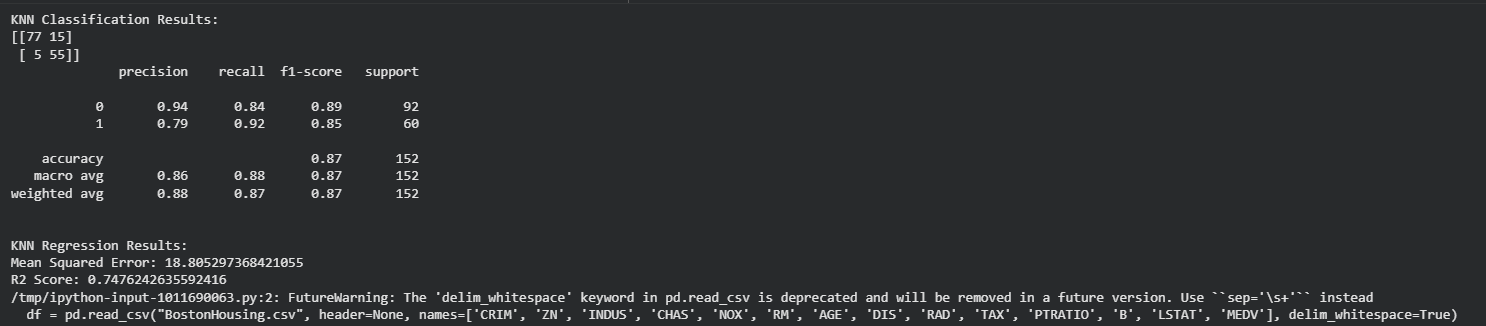 KNN Classification Results:
[[77 15]
 [ 5 55]]
              precision    recall  f1-score   support

           0       0.94      0.84      0.89        92
           1       0.79      0.92      0.85        60

    accuracy                           0.87       152
   macro avg       0.86      0.88      0.87       152
weighted avg       0.88      0.87      0.87       152


KNN Regression Results:
Mean Squared Error: 18.805297368421055
R2 Score: 0.7476242635592416
/tmp/ipython-input-1011690063.py:2: FutureWarning: The 'delim_whitespace' keyword in pd.read_csv is deprecated and will be removed in a future version. Use ``sep='\s+'`` instead
  df = pd.read_csv("BostonHousing.csv", header=None, names=['CRIM', 'ZN', 'INDUS', 'CHAS', 'NOX', 'RM', 'AGE', 'DIS', 'RAD', 'TAX', 'PTRATIO', 'B', 'LSTAT', 'MEDV'], delim_whitespace=True)